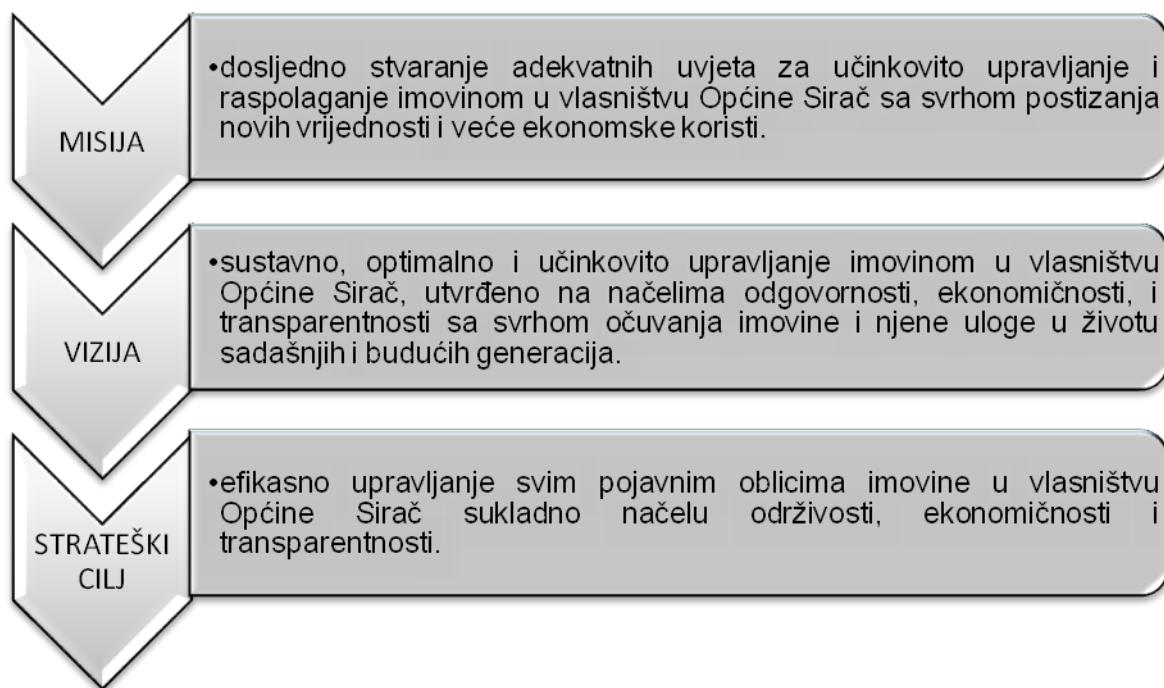 MISIJA
•dosljedno stvaranje adekvatnih uvjeta za učinkovito upravljanje i
raspolaganje imovinom u vlasništvu Općine Sirač sa svrhom postizanja
novih vrijednosti i veće ekonomske koristi.
VIZIJA
•sustavno, optimalno i učinkovito upravljanje imovinom u vlasništvu
Općine Sirač, utvrđeno na načelima odgovornosti, ekonomičnosti, i
transparentnosti sa svrhom očuvanja imovine i njene uloge u životu
sadašnjih i budućih generacija.
STRATEŠKI
CILJ
•efikasno upravljanje svim pojavnim oblicima imovine u vlasništvu
Općine Sirač sukladno načelu održivosti, ekonomičnosti i
transparentnosti.